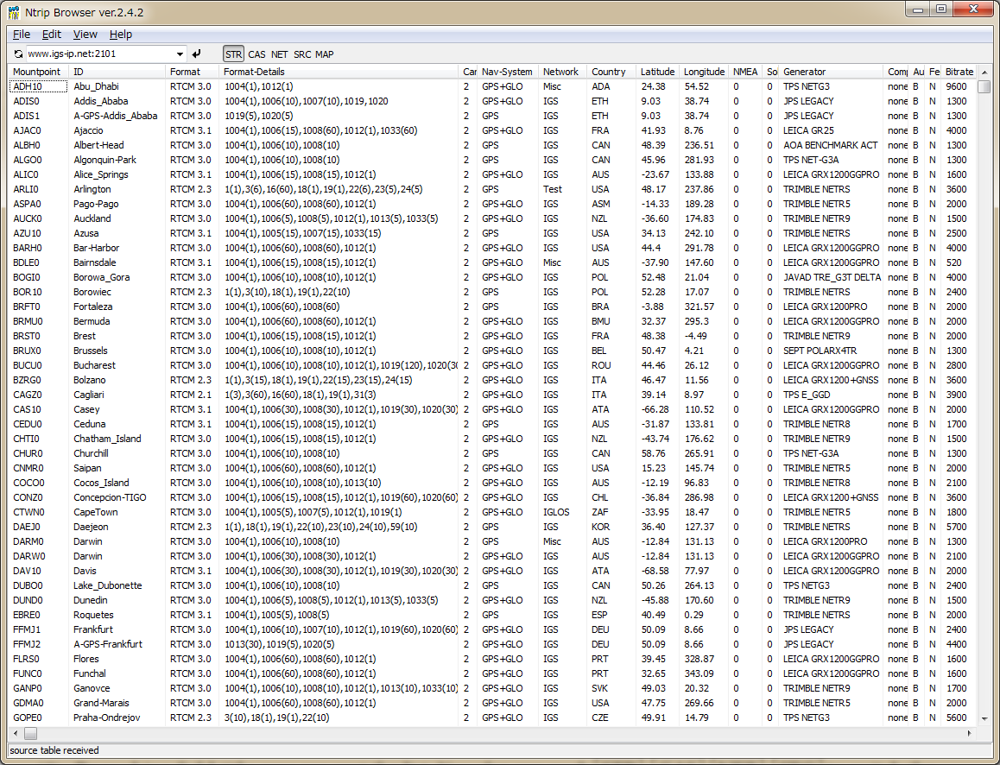 Ntrip Browser ver.2.4.2
File Edit View Help
www.igs-ip.net:2101 STR CAS NET SRC MAP
Mountpoint ID Format Format-Details Car Nav-System Network Country Latitude Longitude NMEA So Generator Comp Au Fe Bitrate
ADH10 Abu_Dhabi RTCM 3.0 1004(1),1012(1) 2 GPS+GLO Misc ADA 24.38 54.52 0 0 TPS NETG3 none B N 9600
ADIS0 Addis_Ababa RTCM 3.0 1004(1),1006(10),1007(10),1019,1020 2 GPS+GLO IGS ETH 9.03 38.74 0 0 JPS LEGACY none B N 1300
ADIS1 A-GPS-Addis_Ababa RTCM 3.0 1019(5),1020(5) 2 GPS IGS ETH 9.03 38.74 0 0 JPS LEGACY none B N 1300
AJAC0 Ajaccio RTCM 3.1 1004(1),1006(15),1008(60),1012(1),1033(60) 2 GPS+GLO IGS FRA 41.93 8.76 0 0 LEICA GR25 none B N 4000
ALBH0 Albert-Head RTCM 3.0 1004(1),1006(10),1008(10) 2 GPS IGS CAN 48.39 236.51 0 0 AOA BENCHMARK ACT none B N 1300
ALGO0 Algonquin-Park RTCM 3.0 1004(1),1006(10),1008(10) 2 GPS IGS CAN 45.96 281.93 0 0 TPS NET-G3A none B N 1300
ALIC0 Alice_Springs RTCM 3.1 1004(1),1006(15),1008(15),1012(1) 2 GPS+GLO IGS AUS -23.67 133.88 0 0 LEICA GRX1200GGPRO none B N 1600
ARLI0 Arlington RTCM 2.3 1(1),3(6),16(60),18(1),19(1),22(6),23(5),24(5) 2 GPS Test USA 48.17 237.86 0 0 TRIMBLE NETRS none B N 3600
ASPA0 Pago-Pago RTCM 3.0 1004(1),1006(60),1008(60),1012(1) 2 GPS+GLO IGS ASM -14.33 189.28 0 0 TRIMBLE NETR5 none B N 2000
AUCK0 Auckland RTCM 3.0 1004(1),1006(5),1008(5),1012(1),1013(5),1033(5) 2 GPS+GLO IGS NZL -36.60 174.83 0 0 TRIMBLE NETR9 none B N 1500
AZU10 Azusa RTCM 3.1 1004(1),1005(15),1007(15),1033(15) 2 GPS IGS USA 34.13 242.10 0 0 TRIMBLE NETRS none B N 2500
BARH0 Bar-Harbor RTCM 3.0 1004(1),1006(60),1008(60),1012(1) 2 GPS+GLO IGS USA 44.4 291.78 0 0 LEICA GRX1200GGPRO none B N 4000
BDLE0 Bairnsdale RTCM 3.1 1004(1),1006(15),1008(15),1012(1) 2 GPS+GLO Misc AUS -37.90 147.60 0 0 LEICA GRX1200GGPRO none B N 520
BOGI0 Borowa_Gora RTCM 3.0 1004(1),1006(10),1008(10),1012(1) 2 GPS+GLO IGS POL 52.48 21.04 0 0 JAVAD TRE_G3T DELTA none B N 4000
BOR10 Borowiec RTCM 2.3 1(1),3(10),18(1),19(1),22(10) 2 GPS IGS POL 52.28 17.07 0 0 TRIMBLE NETRS none B N 2400
BRFT0 Fortaleza RTCM 3.0 1004(1),1006(60),1008(60) 2 GPS IGS BRA -3.88 321.57 0 0 LEICA GRX1200PRO none B N 2000
BRMU0 Bermuda RTCM 3.0 1004(1),1006(60),1008(60),1012(1) 2 GPS+GLO IGS BMU 32.37 295.3 0 0 LEICA GRX1200GGPRO none B N 2000
BRST0 Brest RTCM 3.0 1004(1),1006(15),1008(15),1012(1) 2 GPS+GLO IGS FRA 48.38 -4.49 0 0 TRIMBLE NETR9 none B N 2000
BRUX0 Brussels RTCM 3.0 1004(1),1006(10),1008(10),1012(1) 2 GPS+GLO IGS BEL 50.47 4.21 0 0 SEPT POLARX4TR none B N 1300
BUCU0 Bucharest RTCM 3.0 1004(1),1006(10),1008(10),1012(1),1019(120),1020(30 2 GPS+GLO IGS ROU 44.46 26.12 0 0 LEICA GRX1200GGPRO none B N 2800
BZRG0 Bolzano RTCM 2.3 1(1),3(15),18(1),19(1),22(15),23(15),24(15) 2 GPS+GLO IGS ITA 46.47 11.56 0 0 LEICA GRX1200+GNSS none B N 3600
CAGZ0 Cagliari RTCM 2.1 1(3),3(60),16(60),18(1),19(1),31(3) 2 GPS+GLO IGS ITA 39.14 8.97 0 0 TPS E_GGD none B N 3900
CAS10 Casey RTCM 3.1 1004(1),1006(30),1008(30),1012(1),1019(30),1020(30) 2 GPS+GLO IGS ATA -66.28 110.52 0 0 LEICA GRX1200GGPRO none B N 2000
CEDU0 Ceduna RTCM 3.1 1004(1),1006(15),1008(15),1012(1) 2 GPS IGS AUS -31.87 133.81 0 0 TRIMBLE NETR8 none B N 1700
CHTI0 Chatham_Island RTCM 3.0 1004(1),1006(15),1008(15),1012(1) 2 GPS+GLO IGS NZL -43.74 176.62 0 0 TRIMBLE NETR9 none B N 1500
CHUR0 Churchill RTCM 3.0 1004(1),1006(10),1008(10) 2 GPS IGS CAN 58.76 265.91 0 0 TPS NET-G3A none B N 1300
CNMR0 Saipan RTCM 3.0 1004(1),1006(60),1008(60),1012(1) 2 GPS+GLO IGS USA 15.23 145.74 0 0 TRIMBLE NETR5 none B N 2000
COCO0 Cocos_Island RTCM 3.0 1004(1),1006(10),1008(10),1013(10) 2 GPS+GLO IGS AUS -12.19 96.83 0 0 TRIMBLE NETR8 none B N 2100
CONZ0 Concepcion-TIGO RTCM 3.0 1004(1),1006(15),1008(15),1012(1),1019(60),1020(60) 2 GPS+GLO IGS CHL -36.84 286.98 0 0 LEICA GRX1200+GNSS none B N 3600
CTWN0 CapeTown RTCM 3.0 1004(1),1005(5),1007(5),1012(1),1019(1) 2 GPS+GLO IGLOS ZAF -33.95 18.47 0 0 TRIMBLE NETR5 none B N 1800
DAEJ0 Daejeon RTCM 2.3 1(1),18(1),19(1),22(10),23(10),24(10),59(10) 2 GPS IGS KOR 36.40 127.37 0 0 TRIMBLE NETRS none B N 5700
DARM0 Darwin RTCM 3.0 1004(1),1006(10),1008(10) 2 GPS Misc AUS -12.84 131.13 0 0 LEICA GRX1200PRO none B N 1300
DARW0 Darwin RTCM 3.0 1004(1),1006(30),1008(30),1012(1) 2 GPS+GLO IGS AUS -12.84 131.13 0 0 LEICA GRX1200GGPRO none B N 2100
DAV10 Davis RTCM 3.1 1004(1),1006(30),1008(30),1012(1),1019(30),1020(30) 2 GPS+GLO IGS ATA -68.58 77.97 0 0 LEICA GRX1200GGPRO none B N 2000
DUBO0 Lake_Dubonette RTCM 3.0 1004(1),1006(10),1008(10) 2 GPS IGS CAN 50.26 264.13 0 0 TPS NETG3 none B N 2400
DUND0 Dunedin RTCM 3.0 1004(1),1006(5),1008(5),1012(1),1013(5),1033(5) 2 GPS+GLO IGS NZL -45.88 170.60 0 0 TRIMBLE NETR9 none B N 1500
EBRE0 Roquetes RTCM 3.1 1004(1),1005(5),1008(5) 2 GPS IGS ESP 40.49 0.29 0 0 TRIMBLE NETRS none B N 2000
FFMJ1 Frankfurt RTCM 3.0 1004(1),1006(10),1007(10),1012(1),1019(60),1020(60) 2 GPS+GLO IGS DEU 50.09 8.66 0 0 JPS LEGACY none B N 2400
FFMJ2 A-GPS-Frankfurt RTCM 3.0 1013(30),1019(5),1020(5) 2 GPS+GLO IGS DEU 50.09 8.66 0 0 JPS LEGACY none B N 4400
FLRS0 Flores RTCM 3.0 1004(1),1006(60),1008(60),1012(1) 2 GPS+GLO IGS PRT 39.45 328.87 0 0 LEICA GRX1200GGPRO none B N 1600
FUNC0 Funchal RTCM 3.0 1004(1),1006(60),1008(60),1012(1) 2 GPS+GLO IGS PRT 32.65 343.09 0 0 LEICA GRX1200GGPRO none B N 1600
GANP0 Ganovce RTCM 3.0 1004(1),1006(10),1008(10),1012(1),1013(10),1033(10) 2 GPS+GLO IGS SVK 49.03 20.32 0 0 TRIMBLE NETR9 none B N 1700
GDMA0 Grand-Marais RTCM 3.0 1004(1),1006(60),1008(60),1012(1) 2 GPS+GLO IGS USA 47.75 269.66 0 0 TRIMBLE NETR5 none B N 2000
GOPE0 Praha-Ondrejov RTCM 2.3 3(10),18(1),19(1),22(10) 2 GPS+GLO IGS CZE 49.91 14.79 0 0 TPS NETG3 none B N 5600
source table received